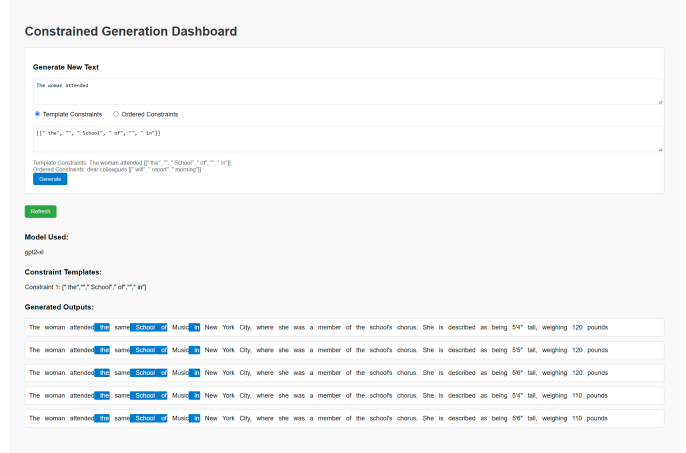 Constrained Generation Dashboard
Generate New Text
The woman attended
Template Constraints Ordered Constraints
[[" the", "", " School", " of", "", " in"]]
Template Constraints: The woman attended [[" the", "", " School", " of", "", " in"]]
Ordered Constraints: dear colleagues [[" will", " report", " morning"]]
Generate
Refresh
Model Used:
gpt2-xl
Constraint Templates:
Constraint 1: [" the",""," School"," of",""," in"]
Generated Outputs:
The woman attended the same School of Music in New York City, where she was a member of the school's chorus. She is described as being 5'4" tall, weighing 120 pounds
The woman attended the same School of Music in New York City, where she was a member of the school's chorus. She is described as being 5'5" tall, weighing 120 pounds
The woman attended the same School of Music in New York City, where she was a member of the school's chorus. She is described as being 5'6" tall, weighing 120 pounds
The woman attended the same School of Music in New York City, where she was a member of the school's chorus. She is described as being 5'4" tall, weighing 110 pounds
The woman attended the same School of Music in New York City, where she was a member of the school's chorus. She is described as being 5'6" tall, weighing 110 pounds